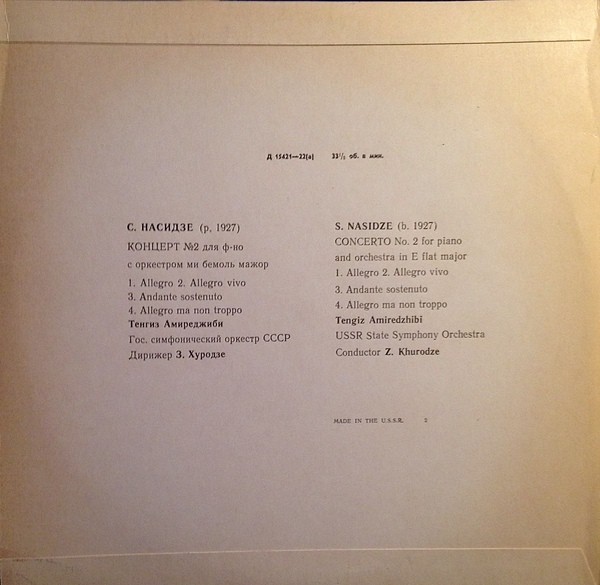 Д 15421—22(а) 33⅓ об. в мин.
С. НАСИДЗЕ (р. 1927)
КОНЦЕРТ №2 для ф-но
с оркестром ми бемоль мажор
1. Allegro 2. Allegro vivo
3. Andante sostenuto
4. Allegro ma non troppo
Тенгиз Амиреджиби
Гос. симфонический оркестр СССР
Дирижер З. Хуродзе
S. NASIDZE (b. 1927)
CONCERTO No. 2 for piano
and orchestra in E flat major
1. Allegro 2. Allegro vivo
3. Andante sostenuto
4. Allegro ma non troppo
Tengiz Amiredzhibi
USSR State Symphony Orchestra
Conductor Z. Khurodze
MADE IN THE U.S.S.R. 2